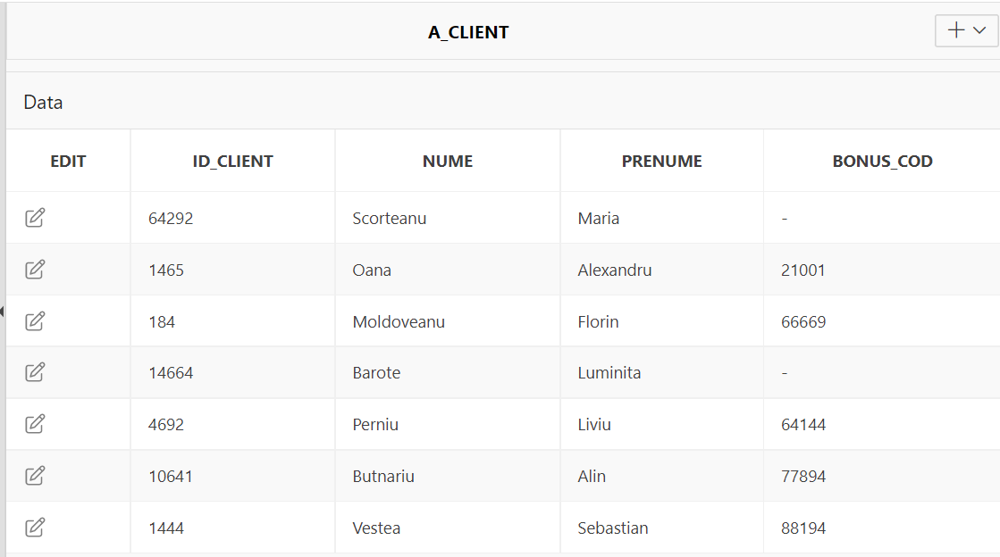 A_CLIENT
Data
EDIT ID_CLIENT NUME PRENUME BONUS_COD
64292 Scorteanu Maria -
1465 Oana Alexandru 21001
184 Moldoveanu Florin 66669
14664 Barote Luminita -
4692 Perniu Liviu 64144
10641 Butnariu Alin 77894
1444 Vestea Sebastian 88194